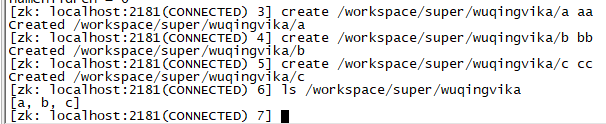 [zk: localhost:2181(CONNECTED) 3] create /workspace/super/wuqingvika/a aa
Created /workspace/super/wuqingvika/a
[zk: localhost:2181(CONNECTED) 4] create /workspace/super/wuqingvika/b bb
Created /workspace/super/wuqingvika/b
[zk: localhost:2181(CONNECTED) 5] create /workspace/super/wuqingvika/c cc
Created /workspace/super/wuqingvika/c
[zk: localhost:2181(CONNECTED) 6] ls /workspace/super/wuqingvika
[a, b, c]
[zk: localhost:2181(CONNECTED) 7]